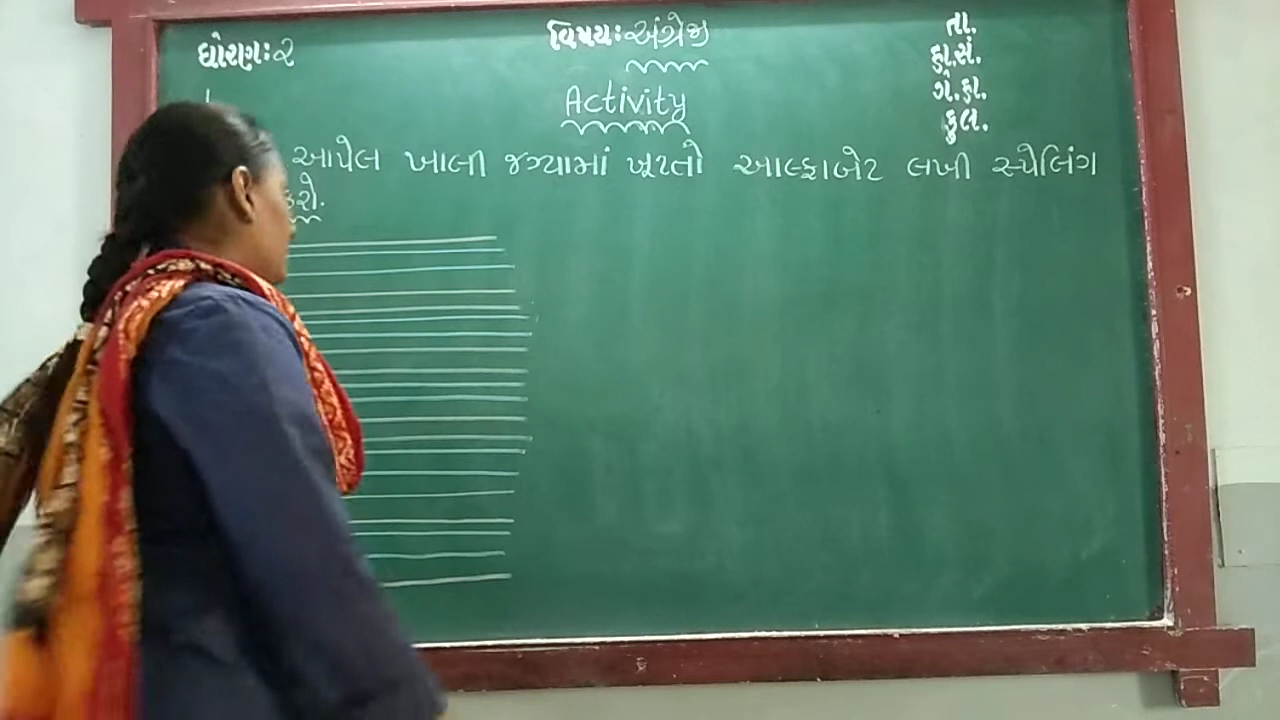 ધોરણઃ૨ વિષયઃઅંગ્રેજી તા.
હા.સં.
Activity ગે.હા.
કુલ.
આપેલ ખાલી જગ્યામાં ખૂટતો આલ્ફાબેટ લખી સ્પેલિંગ
કરો.